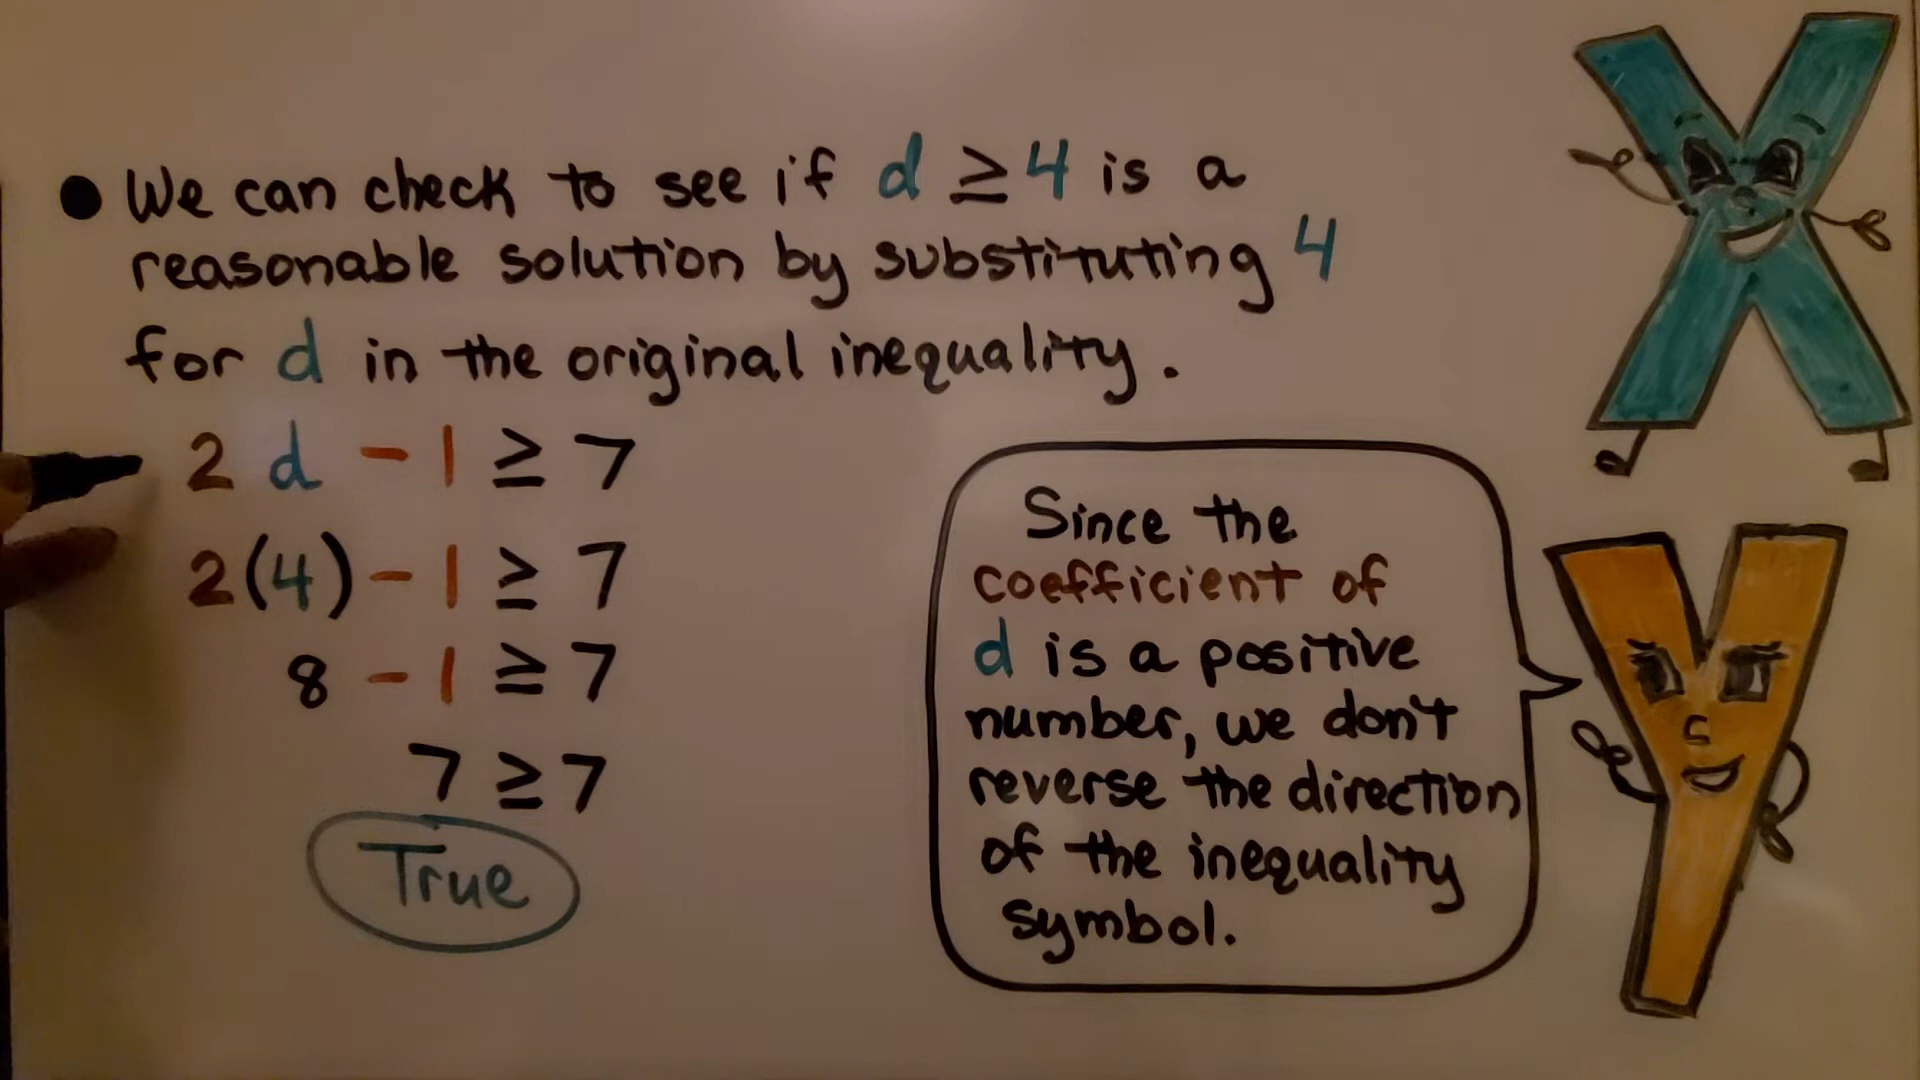 ● We can check to see if d ≥ 4 is a
reasonable solution by substituting 4
for d in the original inequality.
2 d - 1 ≥ 7
2(4) - 1 ≥ 7
8 - 1 ≥ 7
7 ≥ 7
True
Since the
coefficient of
d is a positive
number, we don't
reverse the direction
of the inequality
symbol.